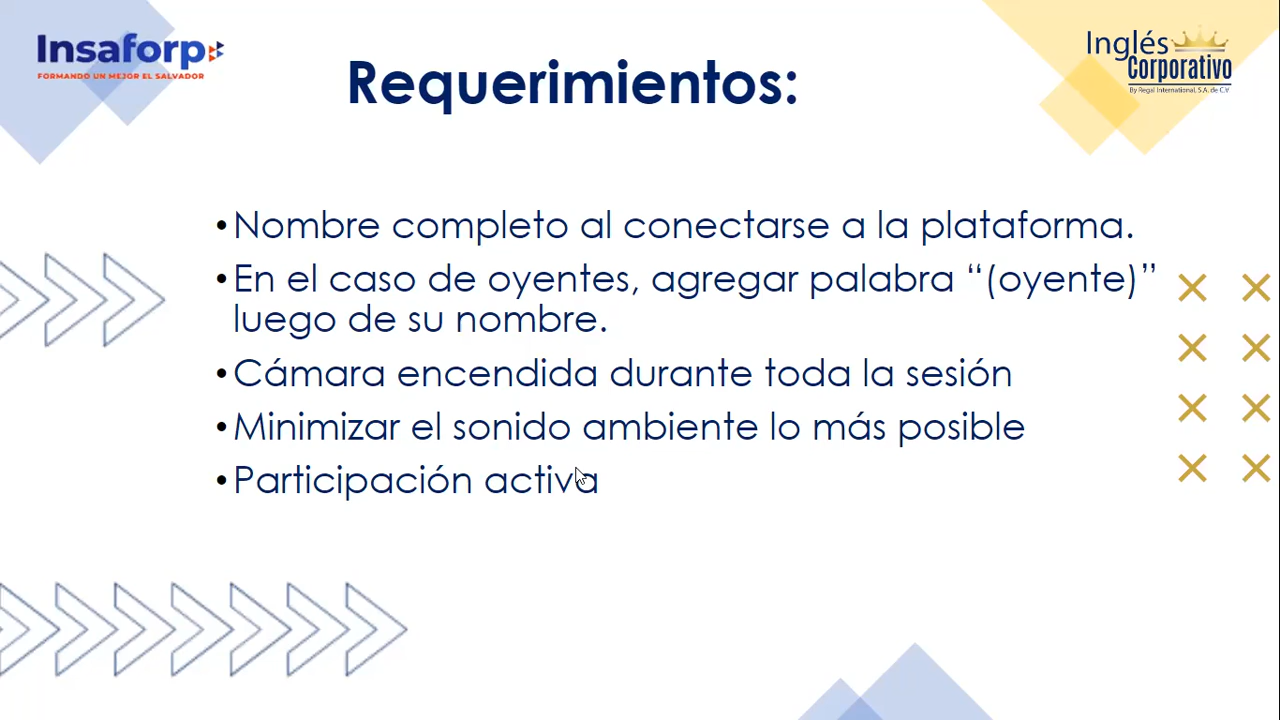 Insaforp
FORMANDO UN MEJOR EL SALVADOR
Inglés
Corporativo
By Regal International, S.A. de C.V
Requerimientos:
• Nombre completo al conectarse a la plataforma.
• En el caso de oyentes, agregar palabra “(oyente)”
luego de su nombre.
• Cámara encendida durante toda la sesión
• Minimizar el sonido ambiente lo más posible
• Participación activa